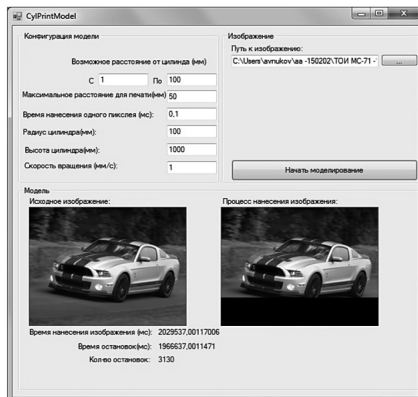 CylPrintModel
Конфигурация модели
Возможное расстояние от цилинда (мм)
С 1 По 100
Максимальное расстояние для печати(мм) 50
Время нанесения одного пикслея (мс): 0,1
Радиус цилиндра(мм): 100
Высота цилиндра(мм): 1000
Скорость вращения (мм/с): 1
Изображение
Путь к изображению:
C:\Users\avnukov\aa -150202\ТОИ МС-71 - ...
Начать моделирование
Модель
Исходное изображение:
Процесс нанесения изображения:
Время нанесения изображения (мс): 2029537,00117006
Время остановок(мс): 1966637,0011471
Кол-во остановок: 3130